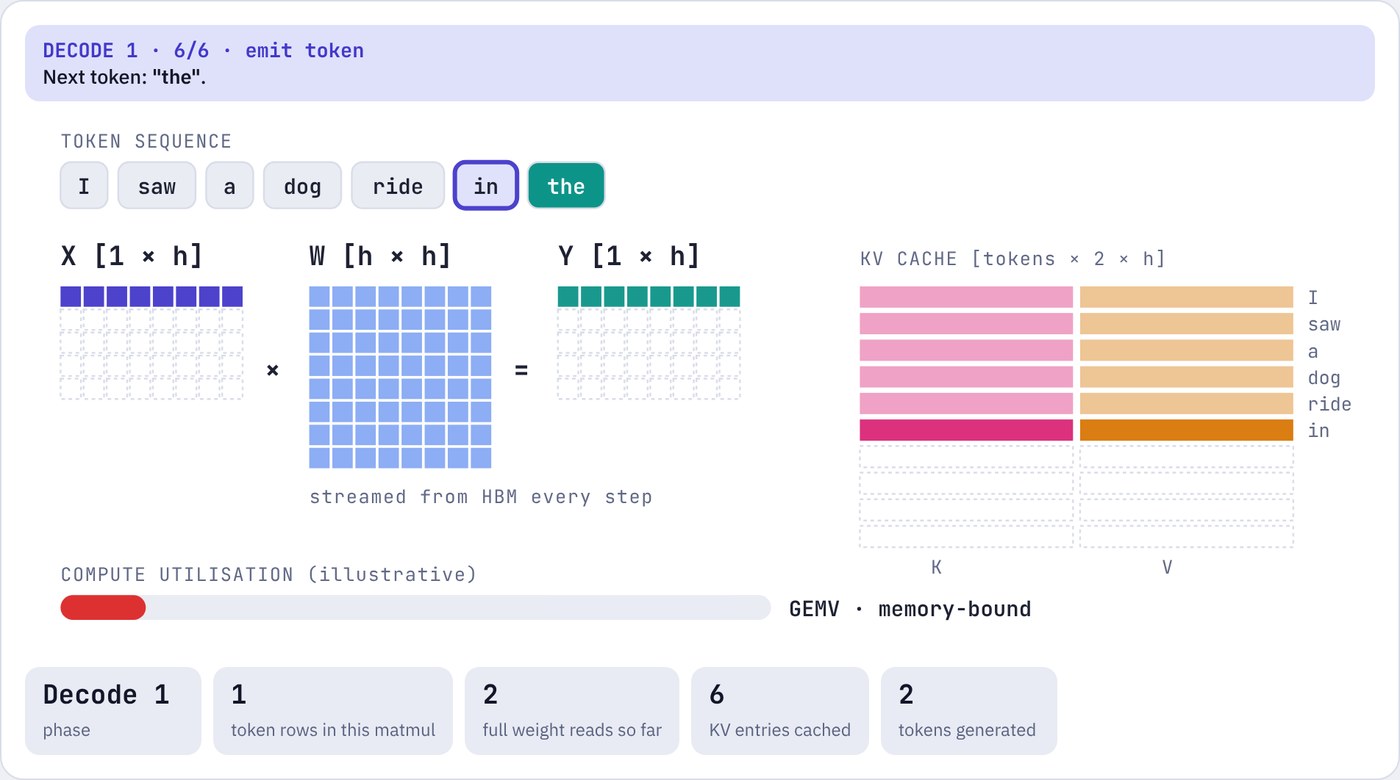 DECODE 1 · 6/6 · emit token
Next token: "the".
TOKEN SEQUENCE
I saw a dog ride in the
X [1 × h] W [h × h] Y [1 × h]
KV CACHE [tokens × 2 × h]
I
saw
a
× =
dog
ride
in
streamed from HBM every step
K V
COMPUTE UTILISATION (illustrative)
GEMV · memory-bound
Decode 1
phase
1
token rows in this matmul
2
full weight reads so far
6
KV entries cached
2
tokens generated